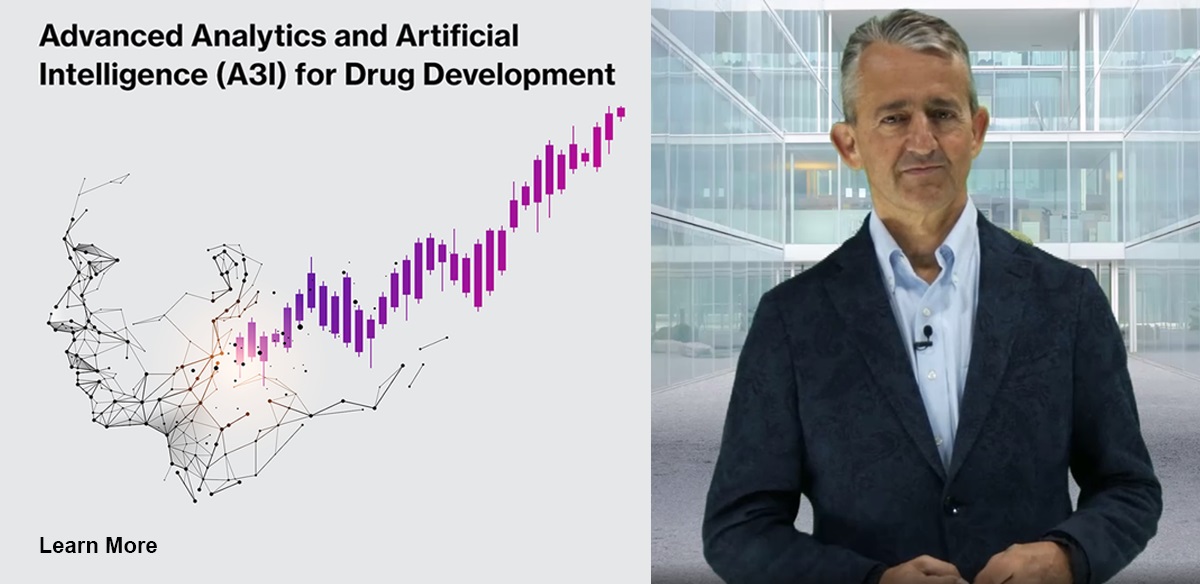 Advanced Analytics and Artificial
Intelligence (A3I) for Drug Development
Learn More